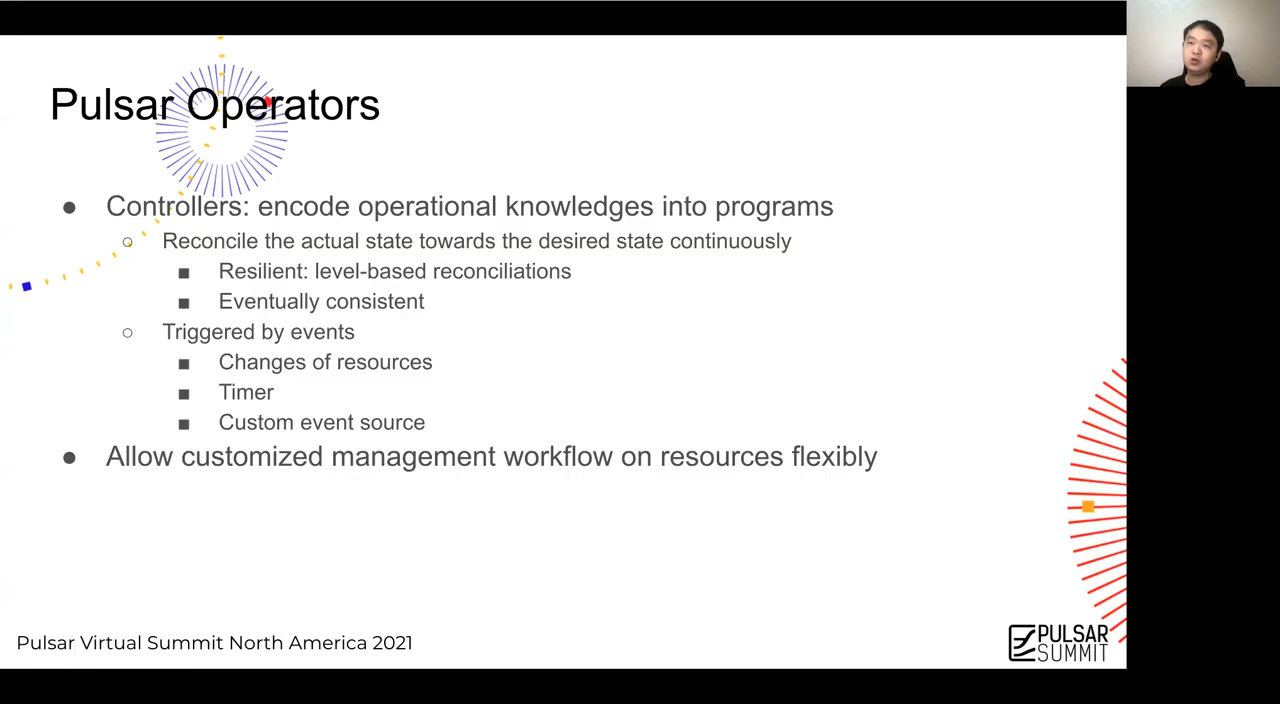 Pulsar Operators
● Controllers: encode operational knowledges into programs
○ Reconcile the actual state towards the desired state continuously
■ Resilient: level-based reconciliations
■ Eventually consistent
○ Triggered by events
■ Changes of resources
■ Timer
■ Custom event source
● Allow customized management workflow on resources flexibly
Pulsar Virtual Summit North America 2021
PULSAR
SUMMIT